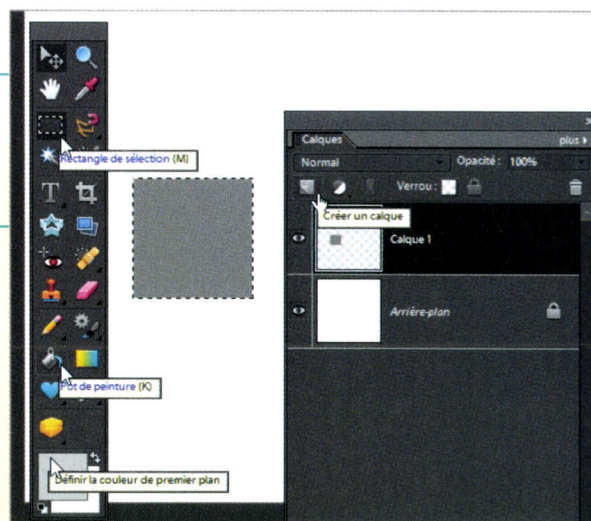 Rectangle de sélection (M)
T
Pot de peinture (K)
Définir la couleur de premier plan
Calques
plus
Normal
Opacité : 100%
Verrou :
Créer un calque
Calque 1
Arrière-plan